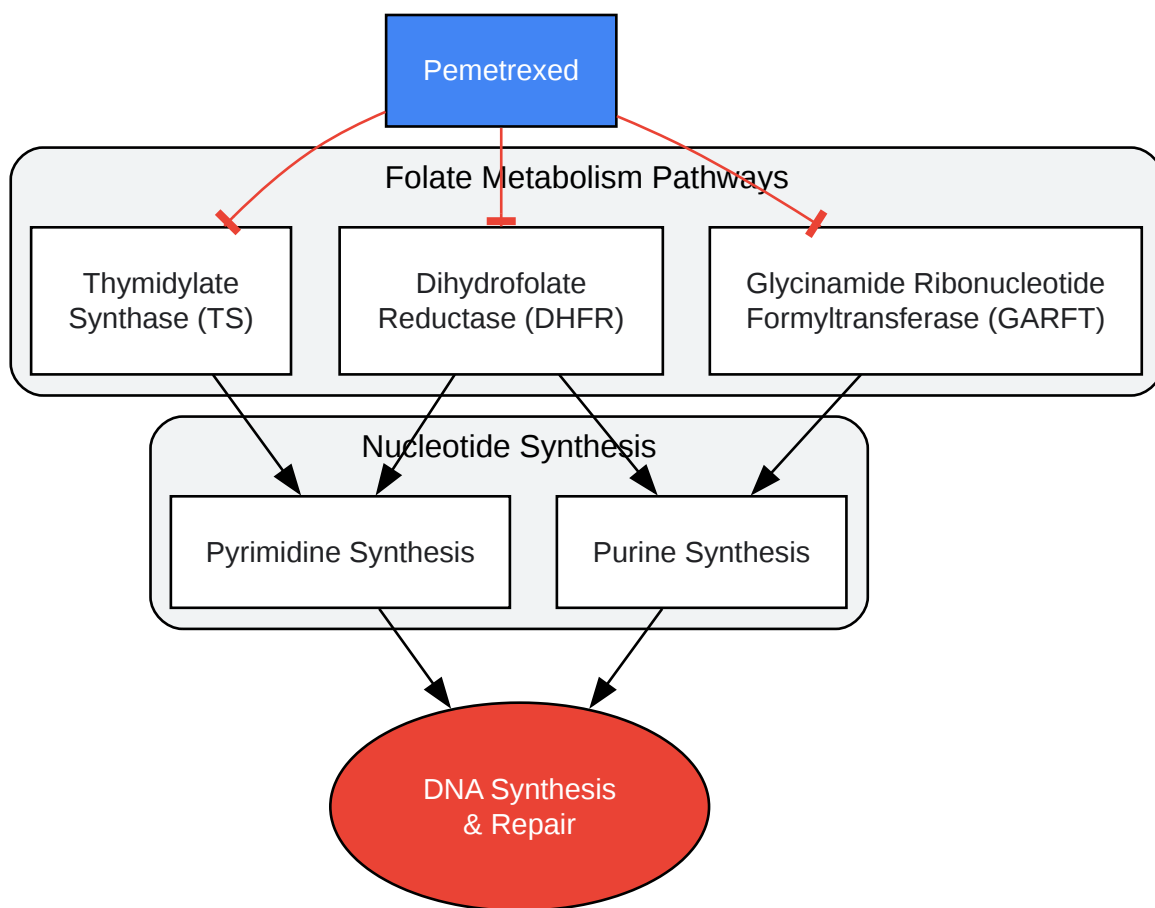 Pemetrexed
Folate Metabolism Pathways
Thymidylate
Synthase (TS)
Dihydrofolate
Reductase (DHFR)
Glycinamide Ribonucleotide
Formyltransferase (GARFT)
Nucleotide Synthesis
Pyrimidine Synthesis
Purine Synthesis
DNA Synthesis
& Repair